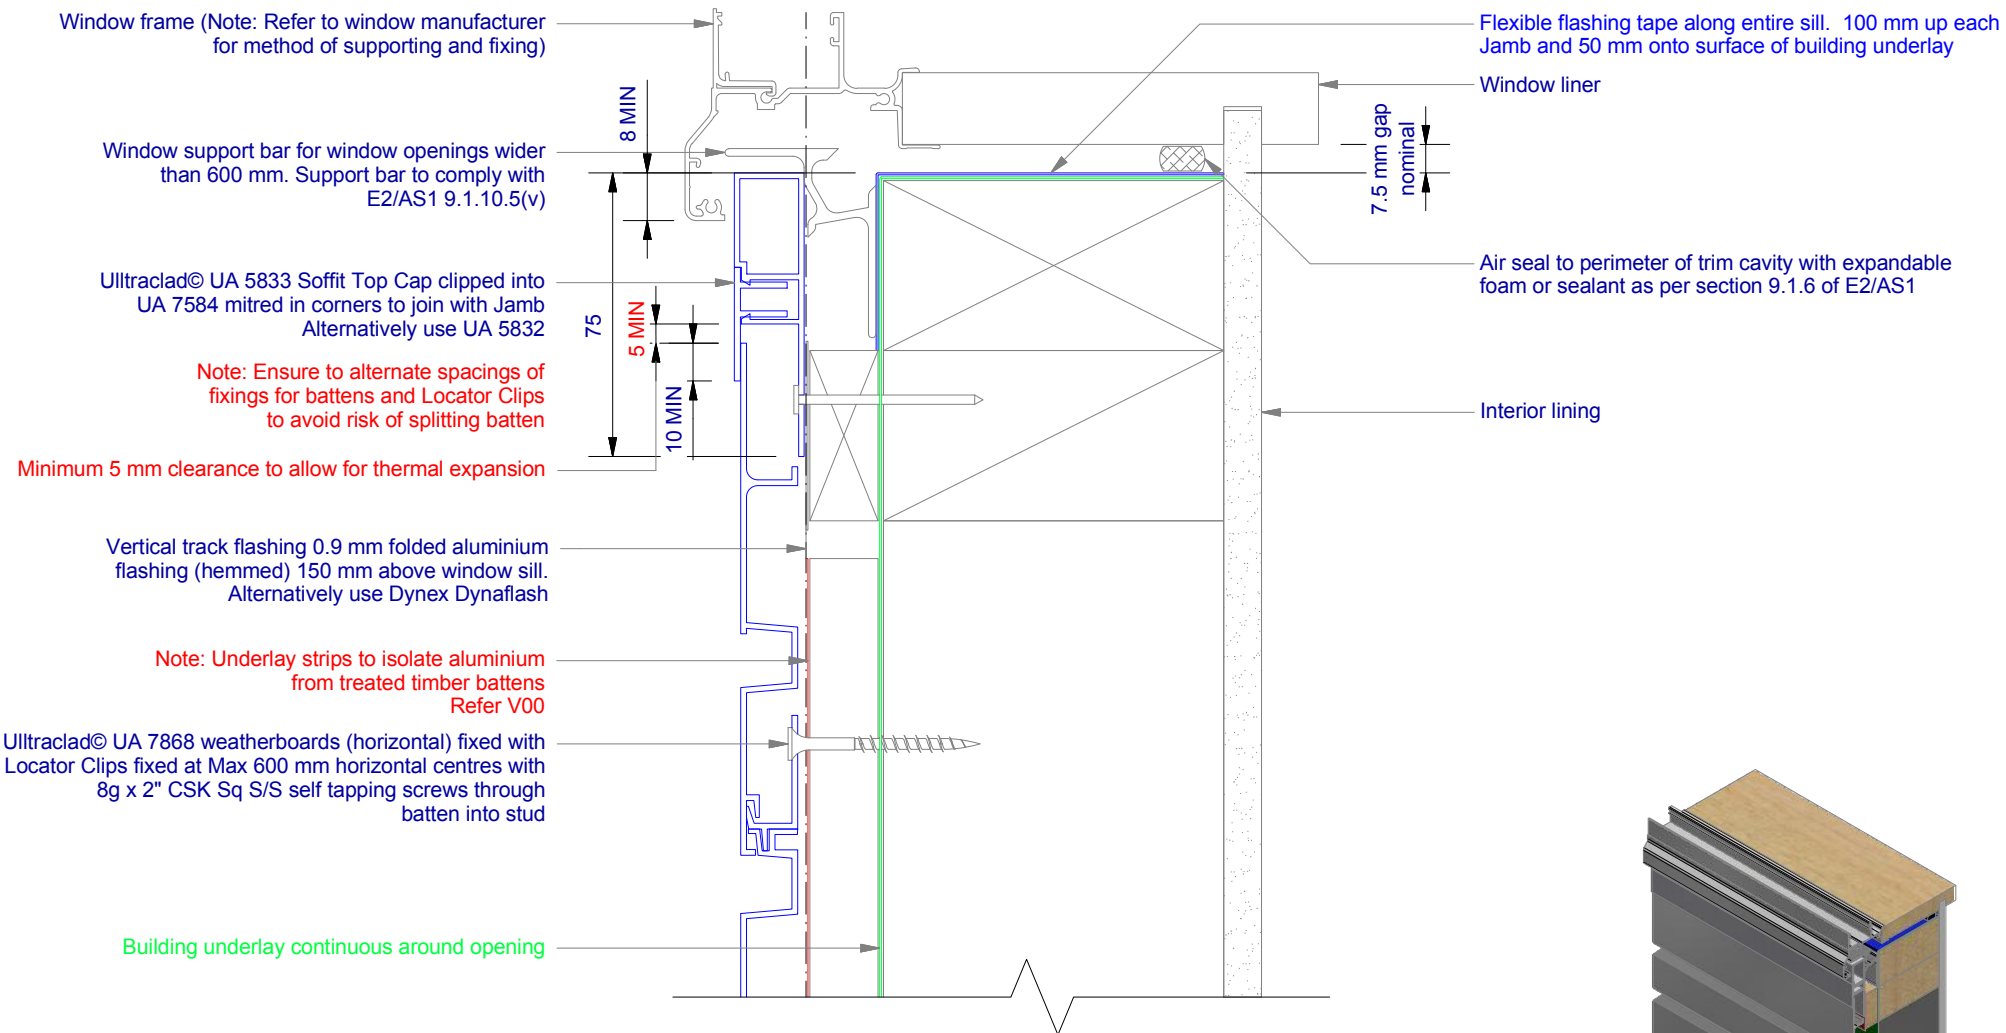 Window frame (Note: Refer to window manufacturer
for method of supporting and fixing)
Window support bar for window openings wider
than 600 mm. Support bar to comply with
E2/AS1 9.1.10.5(v)
Ulltraclad© UA 5833 Soffit Top Cap clipped into
UA 7584 mitred in corners to join with Jamb
Alternatively use UA 5832
Note: Ensure to alternate spacings of
fixings for battens and Locator Clips
to avoid risk of splitting batten
Minimum 5 mm clearance to allow for thermal expansion
Vertical track flashing 0.9 mm folded aluminium
flashing (hemmed) 150 mm above window sill.
Alternatively use Dynex Dynaflash
Note: Underlay strips to isolate aluminium
from treated timber battens
Refer V00
Ulltraclad© UA 7868 weatherboards (horizontal) fixed with
Locator Clips fixed at Max 600 mm horizontal centres with
8g x 2" CSK Sq S/S self tapping screws through
batten into stud
Building underlay continuous around opening
8 MIN
75
5 MIN
10 MIN
Flexible flashing tape along entire sill. 100 mm up each
Jamb and 50 mm onto surface of building underlay
Window liner
7.5 mm gap
nominal
Air seal to perimeter of trim cavity with expandable
foam or sealant as per section 9.1.6 of E2/AS1
Interior lining